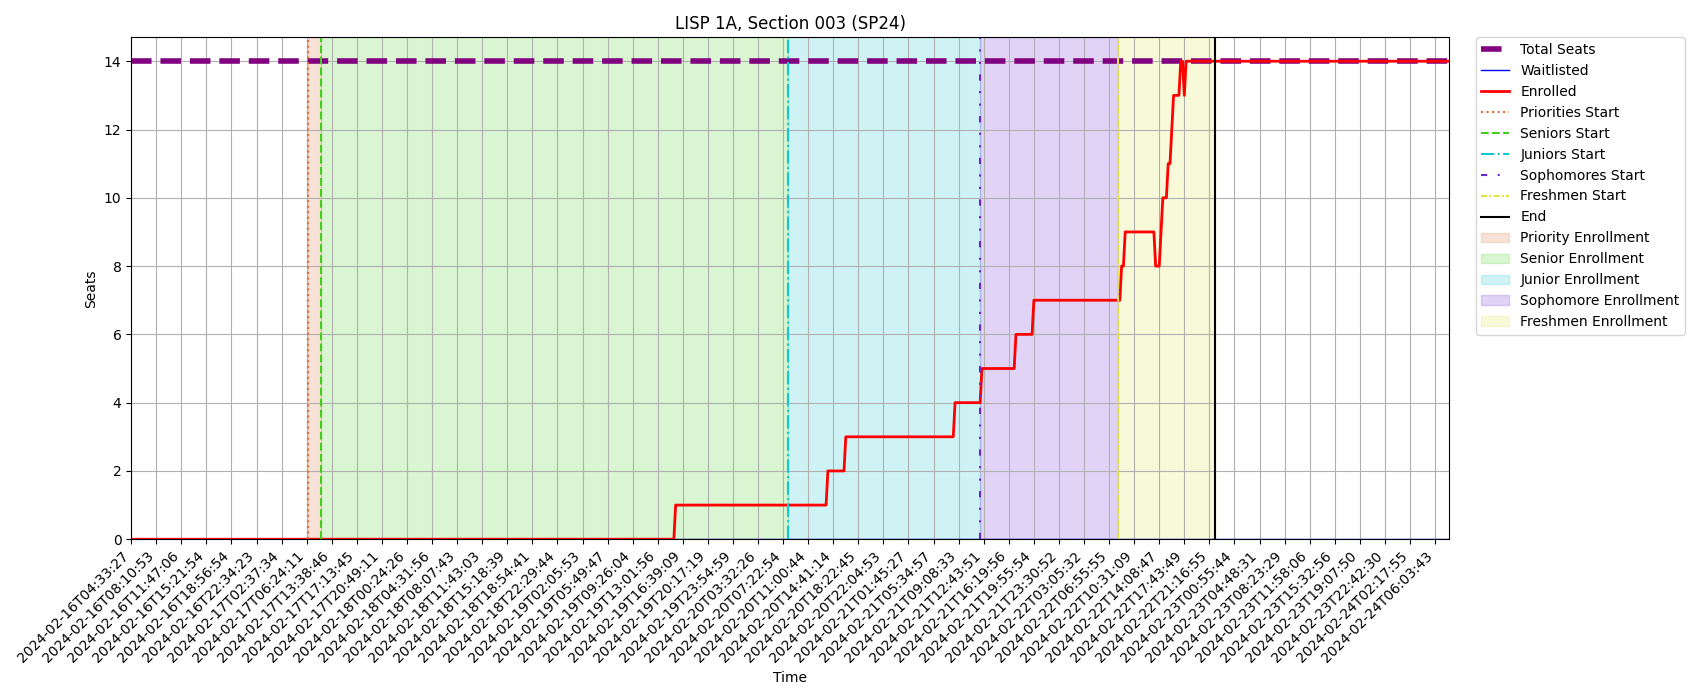 LISP 1A, Section 003 (SP24)
Seats
14
12
10
8
6
4
2
0
2024-02-16T04:33:27
2024-02-16T08:10:53
2024-02-16T11:47:06
2024-02-16T15:21:54
2024-02-16T18:56:54
2024-02-16T22:34:23
2024-02-17T02:37:34
2024-02-17T06:24:11
2024-02-17T13:38:46
2024-02-17T17:13:45
2024-02-17T20:49:11
2024-02-18T00:24:26
2024-02-18T04:31:56
2024-02-18T08:07:43
2024-02-18T11:43:03
2024-02-18T15:18:39
2024-02-18T18:54:41
2024-02-18T22:29:44
2024-02-19T02:05:53
2024-02-19T05:49:47
2024-02-19T09:26:04
2024-02-19T13:01:56
2024-02-19T16:39:09
2024-02-19T20:17:19
2024-02-19T23:54:59
2024-02-20T03:32:26
2024-02-20T07:22:54
2024-02-20T11:00:44
2024-02-20T14:41:14
2024-02-20T18:22:45
2024-02-20T22:04:53
2024-02-21T01:45:27
2024-02-21T05:34:57
2024-02-21T09:08:33
2024-02-21T12:43:51
2024-02-21T16:19:56
2024-02-21T19:55:54
2024-02-21T23:30:52
2024-02-22T03:05:32
2024-02-22T06:55:55
2024-02-22T10:31:09
2024-02-22T14:08:47
2024-02-22T17:43:49
2024-02-22T21:16:55
2024-02-23T00:55:44
2024-02-23T04:48:31
2024-02-23T08:23:29
2024-02-23T11:58:06
2024-02-23T15:32:56
2024-02-23T19:07:50
2024-02-23T22:42:30
2024-02-24T02:17:55
2024-02-24T06:03:43
Time
Total Seats
Waitlisted
Enrolled
Priorities Start
Seniors Start
Juniors Start
Sophomores Start
Freshmen Start
End
Priority Enrollment
Senior Enrollment
Junior Enrollment
Sophomore Enrollment
Freshmen Enrollment